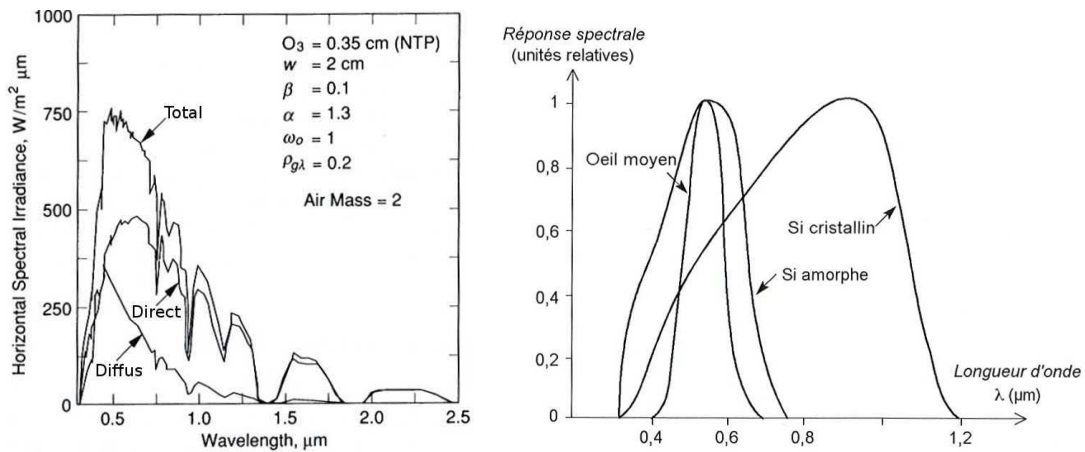 1000
750
500
250
0
Horizontal Spectral Irradiance, W/m² μm
O₃ = 0.35 cm (NTP)
w = 2 cm
β = 0.1
α = 1.3
ω₀ = 1
ρgλ = 0.2
Air Mass = 2
Total
Direct
Diffus
0.5 1.0 1.5 2.0 2.5
Wavelength, μm
Réponse spectrale
(unités relatives)
1
0,8
0,6
0,4
0,2
0
Oeil moyen
Si cristallin
Si amorphe
Longueur d'onde
λ (μm)
0,4 0,6 0,8 1,2